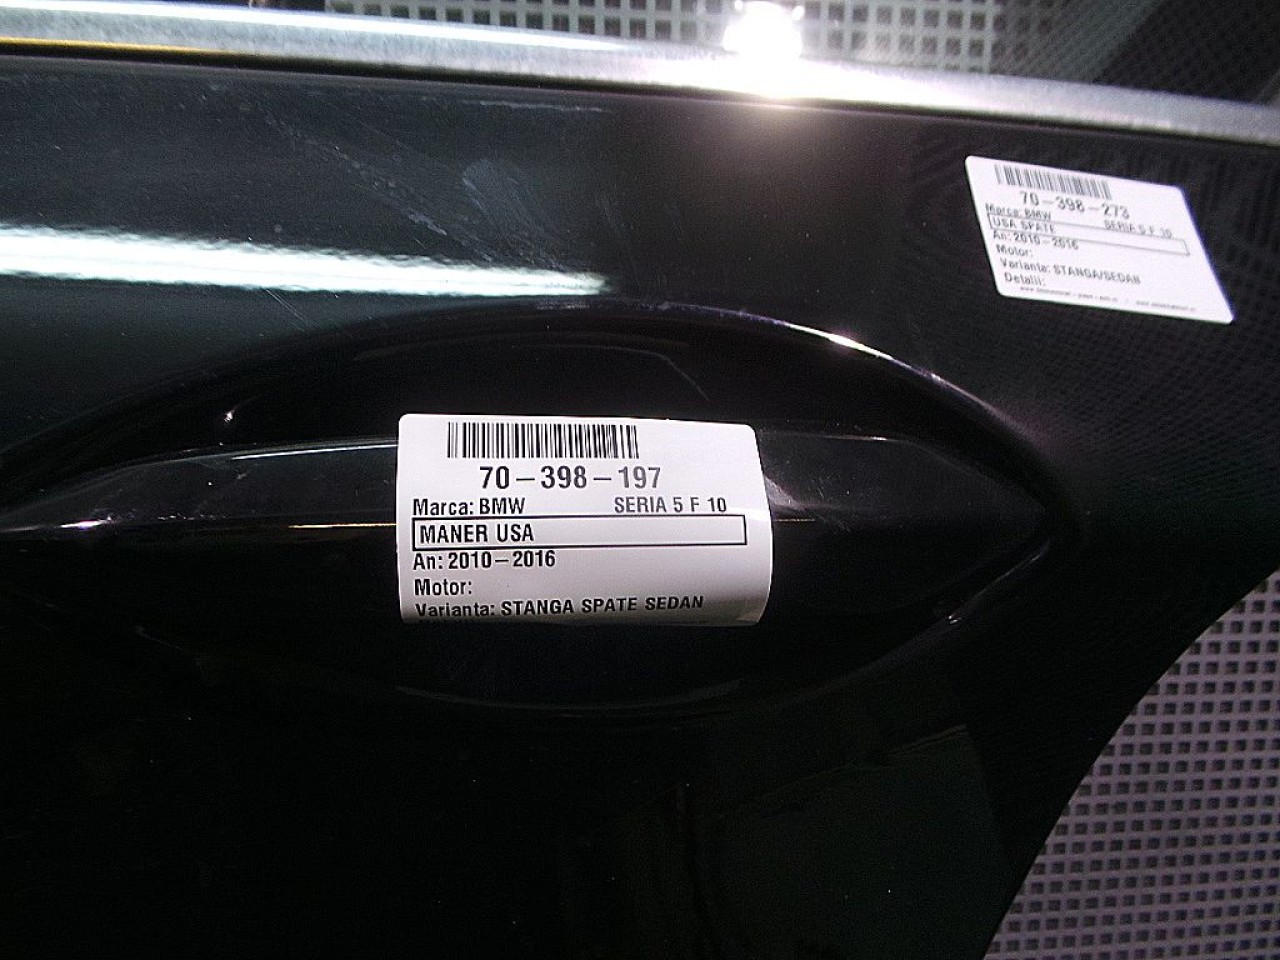 70-398-273
Marca: BMW SERIA 5 F 10
USA SPATE
An: 2010-2016
Motor:
Varianta: STANGA/SEDAN
Detalii:
70-398-197
Marca: BMW SERIA 5 F 10
MANER USA
An: 2010-2016
Motor:
Varianta: STANGA SPATE SEDAN